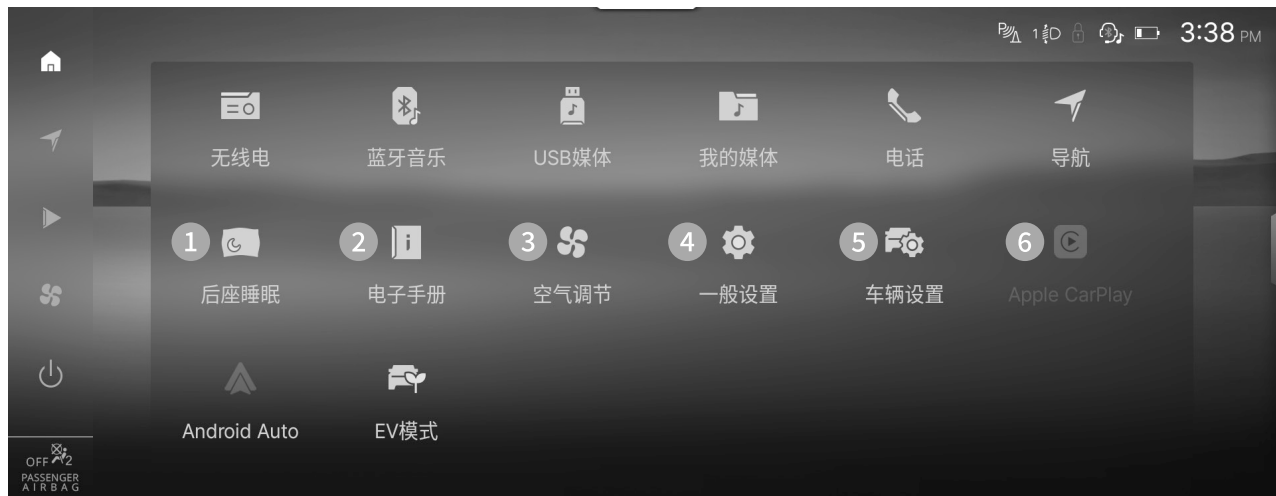 1 3:38 PM
无线电 蓝牙音乐 USB媒体 我的媒体 电话 导航
1 2 3 4 5 6
后座睡眠 电子手册 空气调节 一般设置 车辆设置 Apple CarPlay
Android Auto EV模式
OFF 2
PASSENGER
AIRBAG